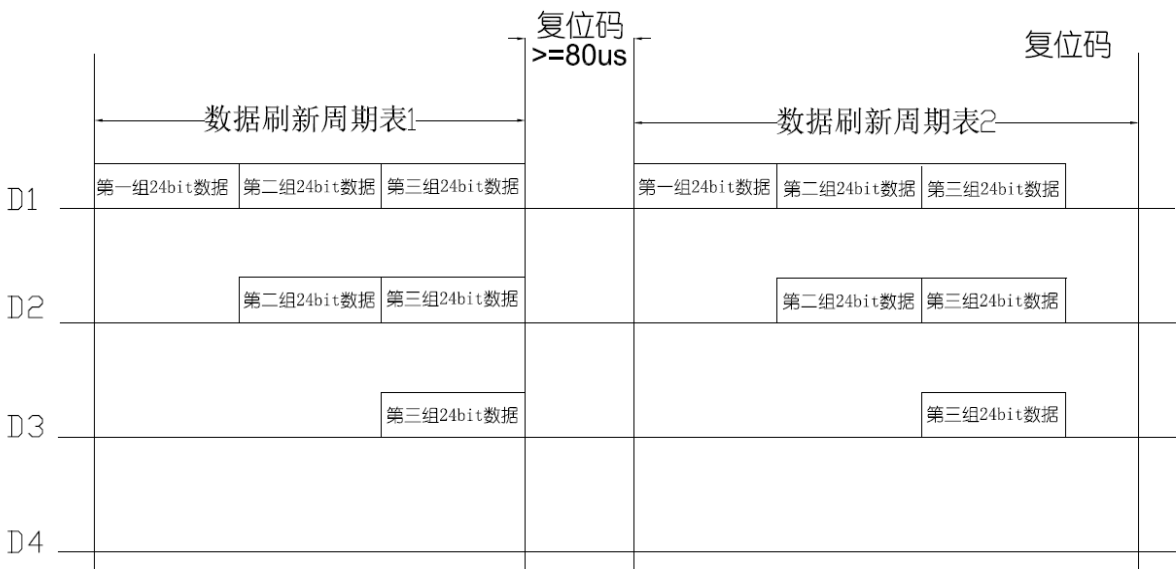 复位码
>=80us
复位码
数据刷新周期表1
数据刷新周期表2
D1
第一组24bit数据
第二组24bit数据
第三组24bit数据
第一组24bit数据
第二组24bit数据
第三组24bit数据
D2
第二组24bit数据
第三组24bit数据
第二组24bit数据
第三组24bit数据
D3
第三组24bit数据
第三组24bit数据
D4